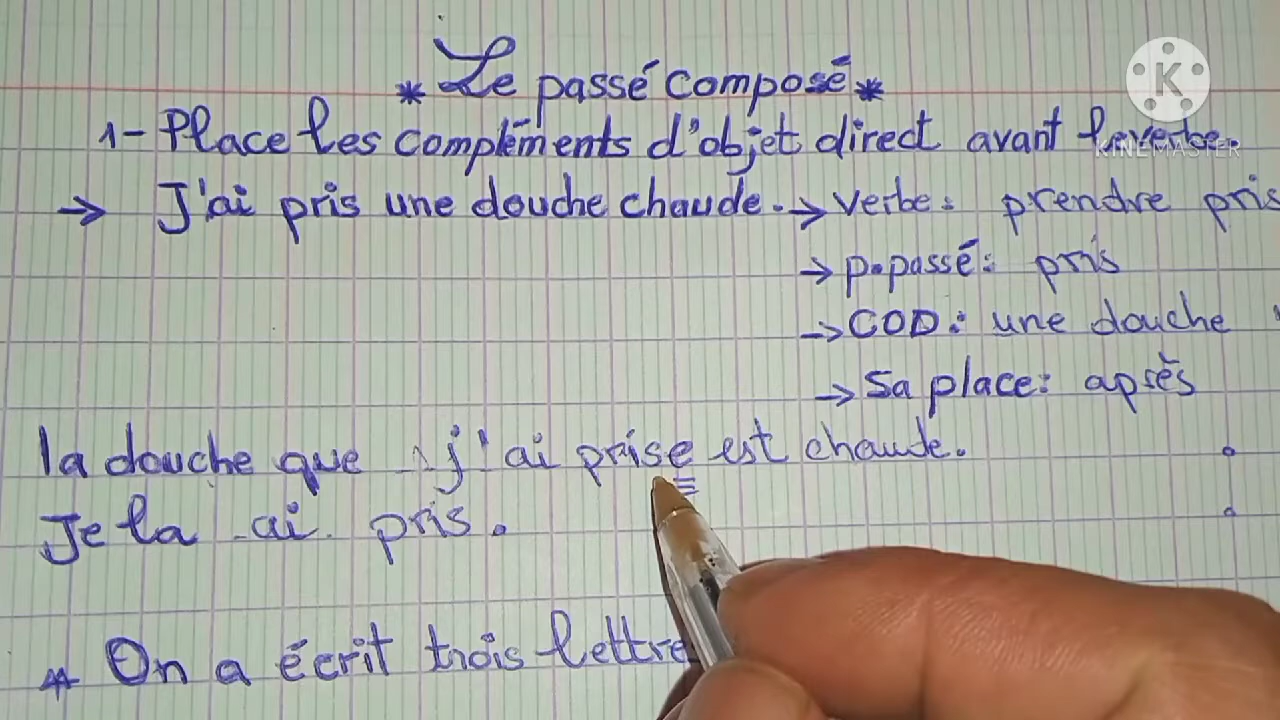 * Le passé composé *
1- Place les compléments d'objet direct avant le verbe.
→ J'ai pris une douche chaude. → verbe: prendre pris
→ p.passé: pris
→ COD: une douche
→ Sa place: après
la douche que j'ai prise est chaude.
Je la ai pris.
* On a écrit trois lettre
K
KINEMASTER